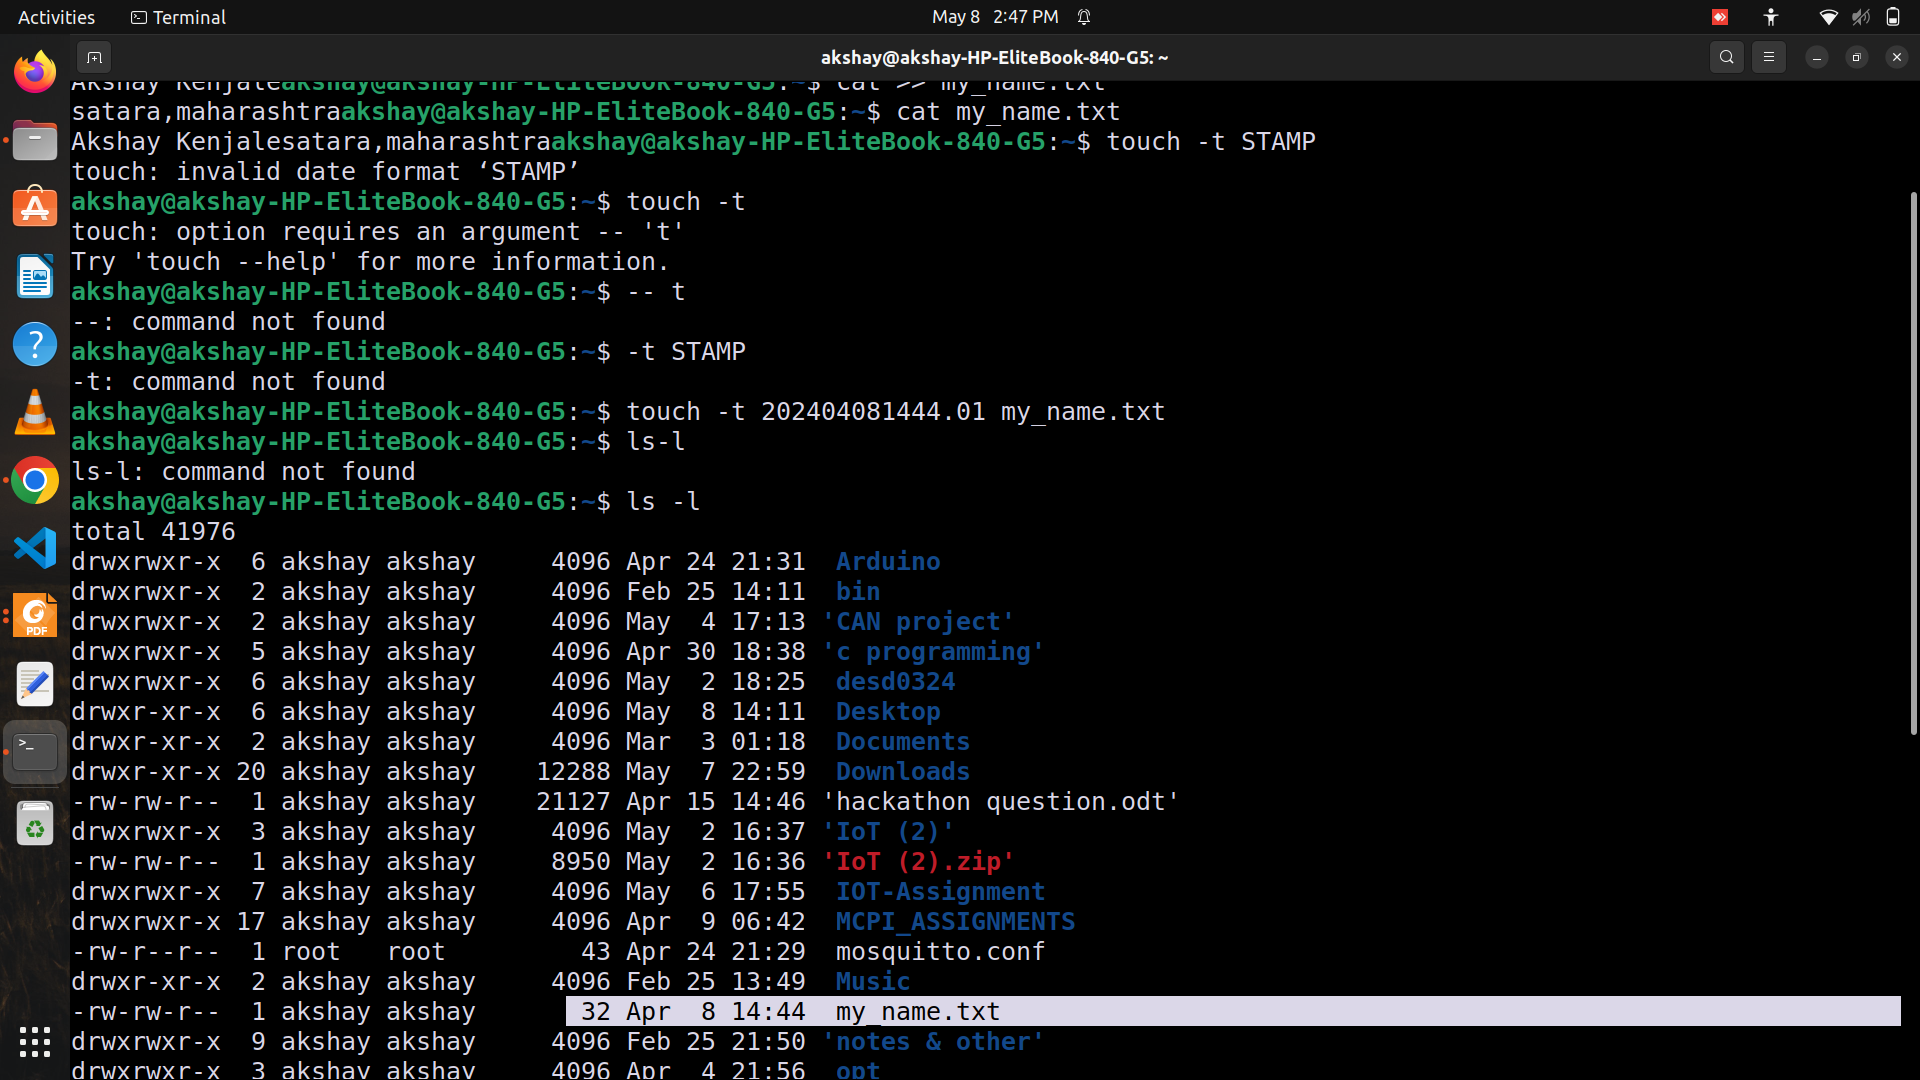 Activities Terminal May 8 2:47 PM
akshay@akshay-HP-EliteBook-840-G5: ~
Akshay Kenjaleakshay@akshay-HP-EliteBook-840-G5:~$ cat >> my_name.txt
satara,maharashtraakshay@akshay-HP-EliteBook-840-G5:~$ cat my_name.txt
Akshay Kenjalesatara,maharashtraakshay@akshay-HP-EliteBook-840-G5:~$ touch -t STAMP
touch: invalid date format ‘STAMP’
akshay@akshay-HP-EliteBook-840-G5:~$ touch -t
touch: option requires an argument -- 't'
Try 'touch --help' for more information.
akshay@akshay-HP-EliteBook-840-G5:~$ -- t
--: command not found
akshay@akshay-HP-EliteBook-840-G5:~$ -t STAMP
-t: command not found
akshay@akshay-HP-EliteBook-840-G5:~$ touch -t 202404081444.01 my_name.txt
akshay@akshay-HP-EliteBook-840-G5:~$ ls-l
ls-l: command not found
akshay@akshay-HP-EliteBook-840-G5:~$ ls -l
total 41976
drwxrwxr-x  6 akshay akshay     4096 Apr 24 21:31  Arduino
drwxrwxr-x  2 akshay akshay     4096 Feb 25 14:11  bin
drwxrwxr-x  2 akshay akshay     4096 May  4 17:13 'CAN project'
drwxrwxr-x  5 akshay akshay     4096 Apr 30 18:38 'c programming'
drwxrwxr-x  6 akshay akshay     4096 May  2 18:25  desd0324
drwxr-xr-x  6 akshay akshay     4096 May  8 14:11  Desktop
drwxr-xr-x  2 akshay akshay     4096 Mar  3 01:18  Documents
drwxr-xr-x 20 akshay akshay    12288 May  7 22:59  Downloads
-rw-rw-r--  1 akshay akshay    21127 Apr 15 14:46 'hackathon question.odt'
drwxrwxr-x  3 akshay akshay     4096 May  2 16:37 'IoT (2)'
-rw-rw-r--  1 akshay akshay     8950 May  2 16:36 'IoT (2).zip'
drwxrwxr-x  7 akshay akshay     4096 May  6 17:55  IOT-Assignment
drwxrwxr-x 17 akshay akshay     4096 Apr  9 06:42  MCPI_ASSIGNMENTS
-rw-r--r--  1 root   root         43 Apr 24 21:29  mosquitto.conf
drwxr-xr-x  2 akshay akshay     4096 Feb 25 13:49  Music
-rw-rw-r--  1 akshay akshay       32 Apr  8 14:44  my_name.txt
drwxrwxr-x  9 akshay akshay     4096 Feb 25 21:50 'notes & other'
drwxrwxr-x  3 akshay akshay     4096 Apr  4 21:56  opt
PDF